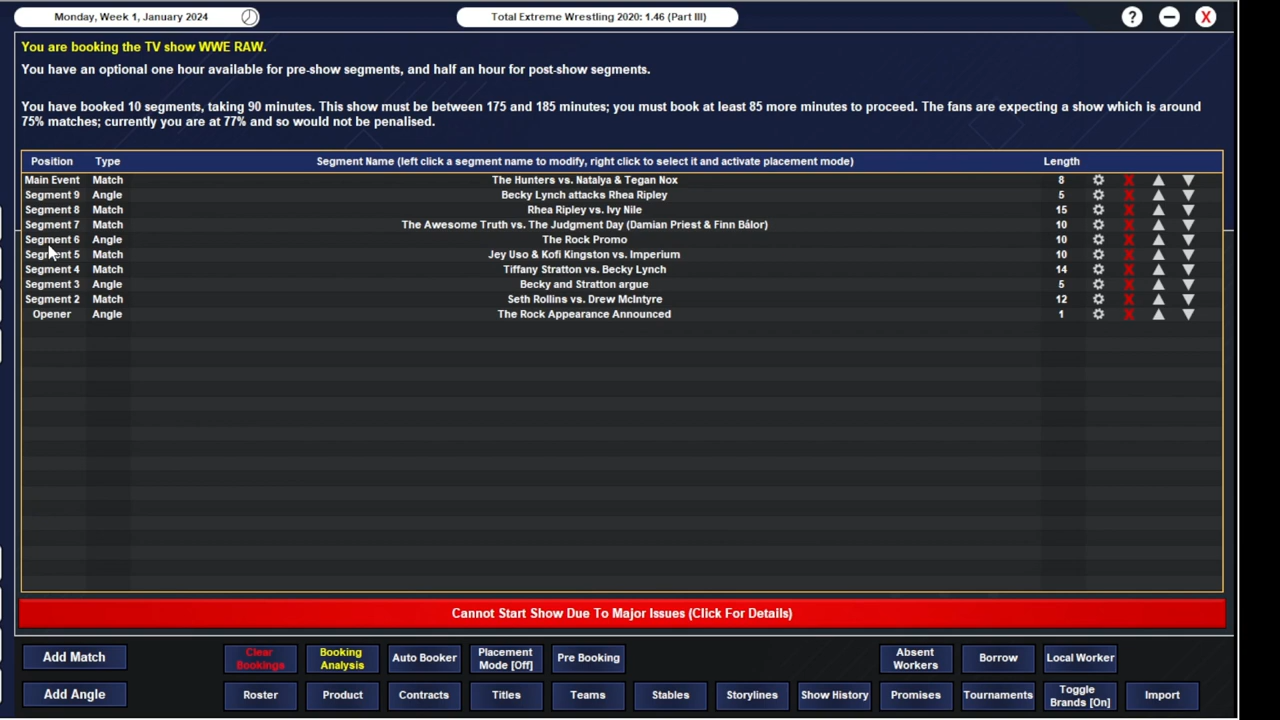 Monday, Week 1, January 2024
Total Extreme Wrestling 2020: 1.46 (Part III)
?
X
You are booking the TV show WWE RAW.
You have an optional one hour available for pre-show segments, and half an hour for post-show segments.
You have booked 10 segments, taking 90 minutes. This show must be between 175 and 185 minutes; you must book at least 85 more minutes to proceed. The fans are expecting a show which is around
75% matches; currently you are at 77% and so would not be penalised.
Position Type Segment Name (left click a segment name to modify, right click to select it and activate placement mode) Length
Main Event Match The Hunters vs. Natalya & Tegan Nox 8 X
Segment 9 Angle Becky Lynch attacks Rhea Ripley 5 X
Segment 8 Match Rhea Ripley vs. Ivy Nile 15 X
Segment 7 Match The Awesome Truth vs. The Judgment Day (Damian Priest & Finn Bálor) 10 X
Segment 6 Angle The Rock Promo 10 X
Segment 5 Match Jey Uso & Kofi Kingston vs. Imperium 10 X
Segment 4 Match Tiffany Stratton vs. Becky Lynch 14 X
Segment 3 Angle Becky and Stratton argue 5 X
Segment 2 Match Seth Rollins vs. Drew McIntyre 12 X
Opener Angle The Rock Appearance Announced 1 X
Cannot Start Show Due To Major Issues (Click For Details)
Add Match
Clear
Bookings
Booking
Analysis
Auto Booker
Placement
Mode [Off]
Pre Booking
Absent
Workers
Borrow
Local Worker
Add Angle
Roster
Product
Contracts
Titles
Teams
Stables
Storylines
Show History
Promises
Tournaments
Toggle
Brands [On]
Import